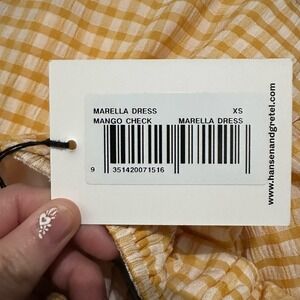 MARELLA DRESS XS
MANGO CHECK MARELLA DRESS
9 351420071516
www.hansenandgretel.com